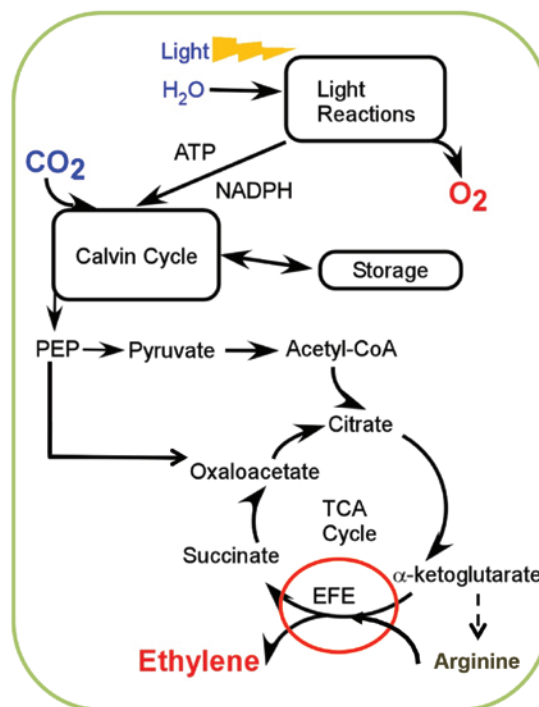 Light
H₂O
Light
Reactions
CO₂
ATP
NADPH
O₂
Calvin Cycle
Storage
PEP
Pyruvate
Acetyl-CoA
Citrate
Oxaloacetate
TCA
Cycle
Succinate
α-ketoglutarate
EFE
Ethylene
Arginine